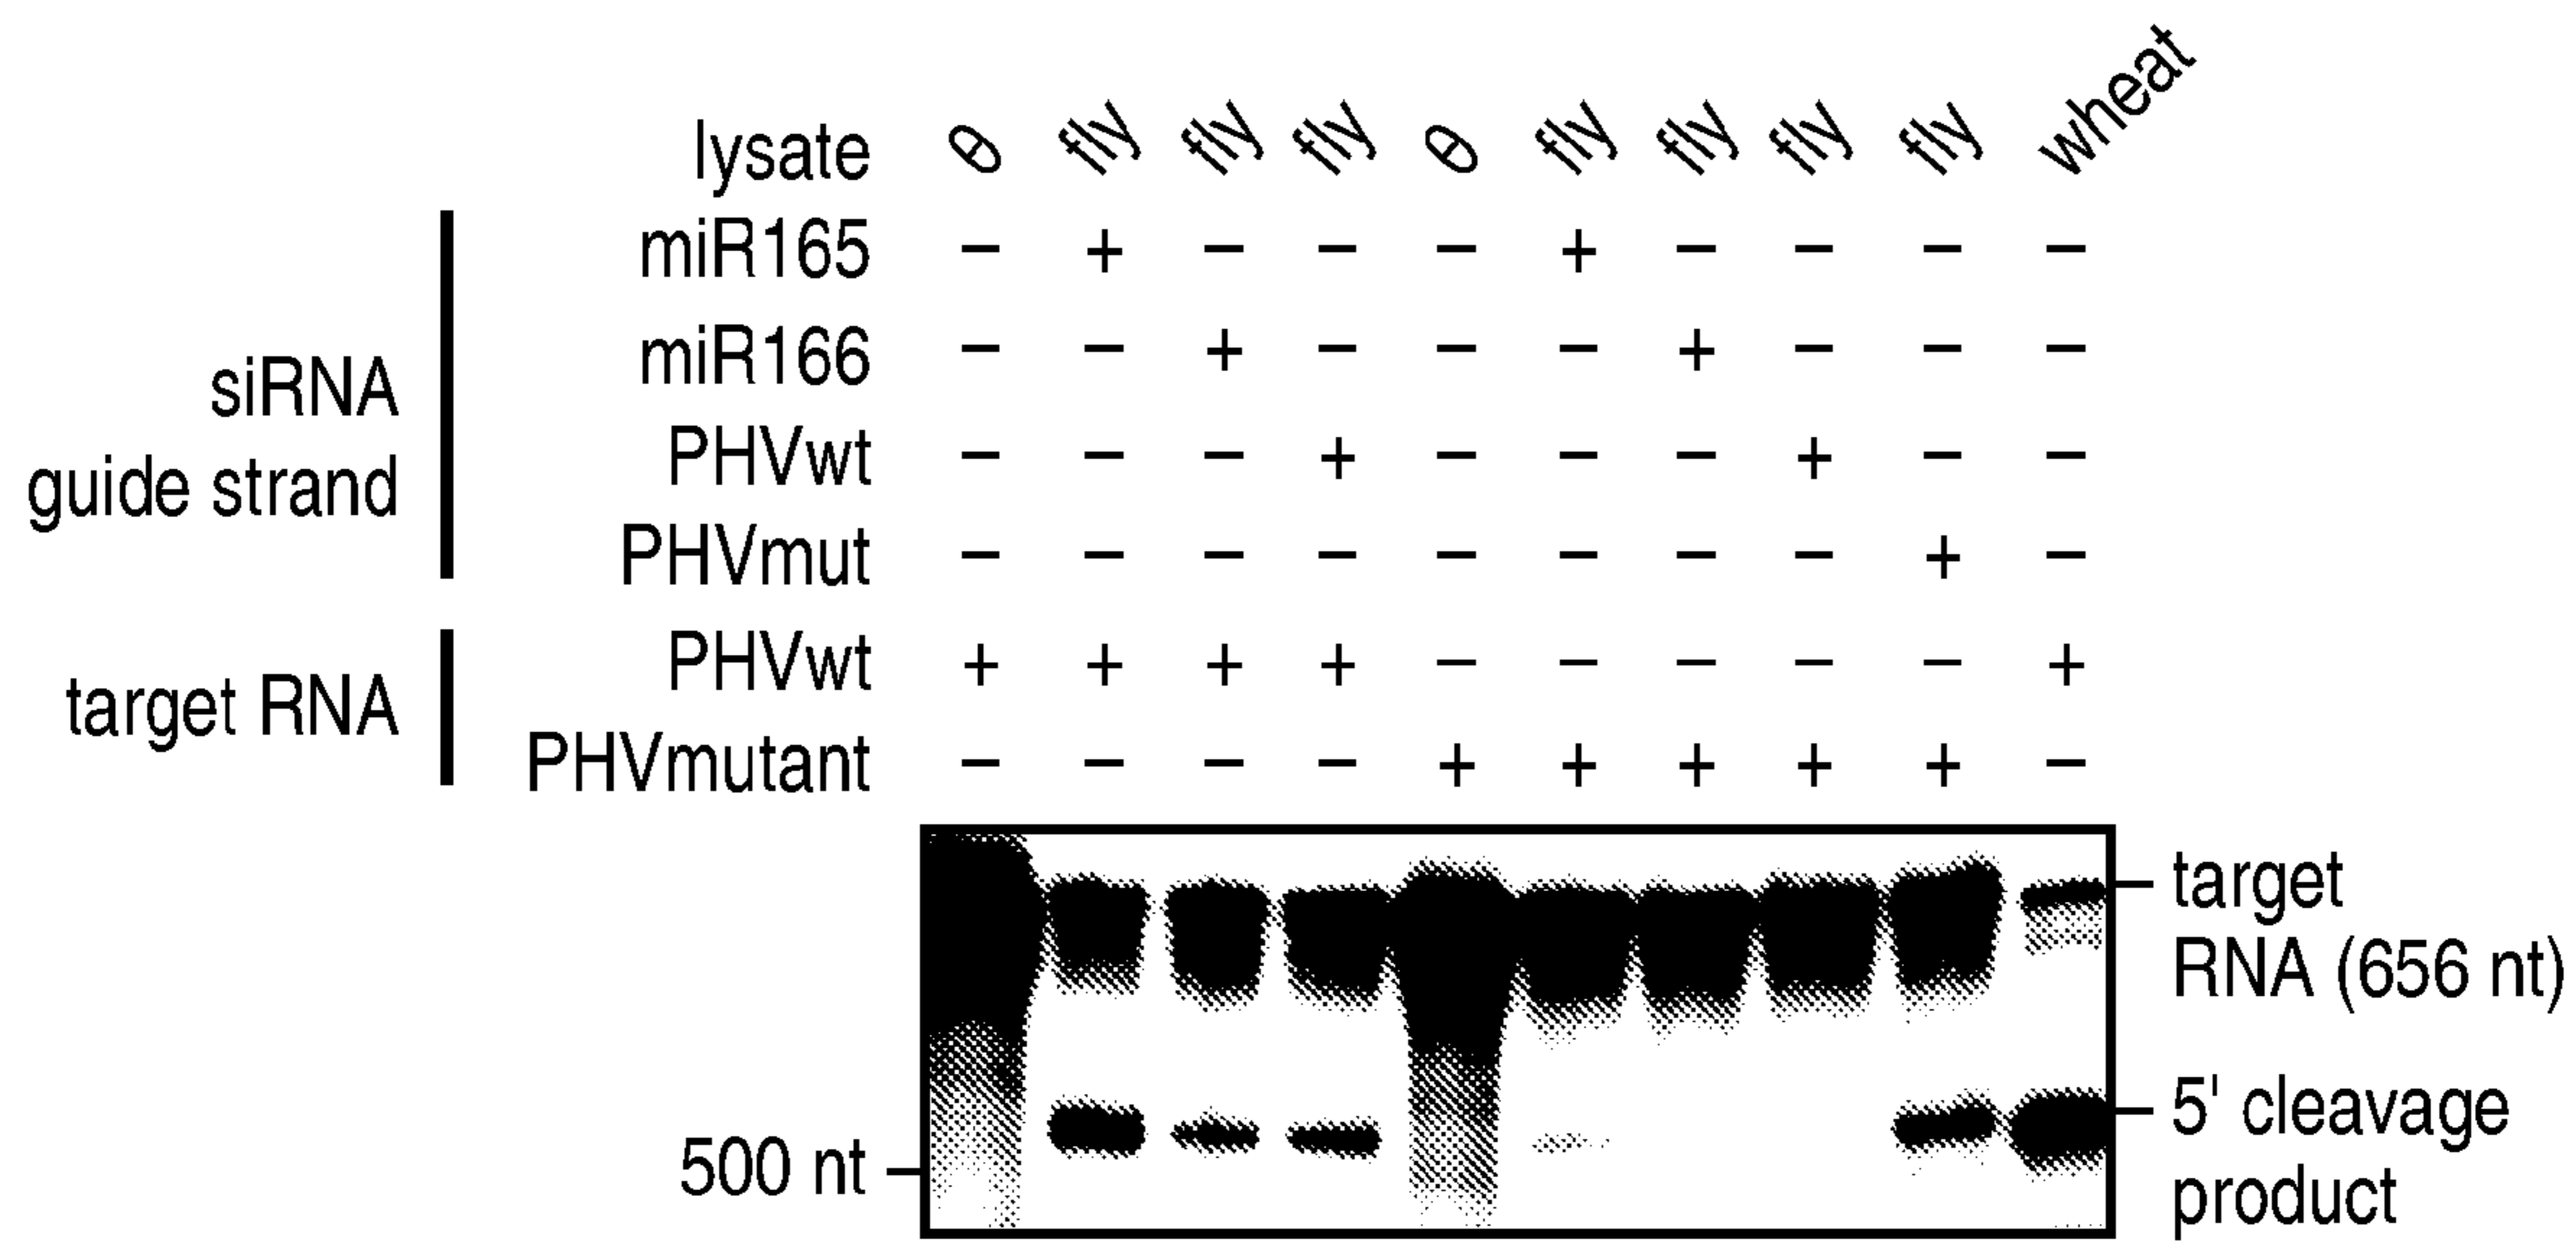 lysate θ fly fly fly θ fly fly fly fly wheat
miR165 − + − − − + − − − −
miR166 − − + − − − + − − −
siRNA
guide strand
PHVwt − − − + − − − + − −
PHVmut − − − − − − − − + −
target RNA
PHVwt + + + + − − − − − +
PHVmutant − − − − + + + + + −
target
RNA (656 nt)
5' cleavage
product
500 nt